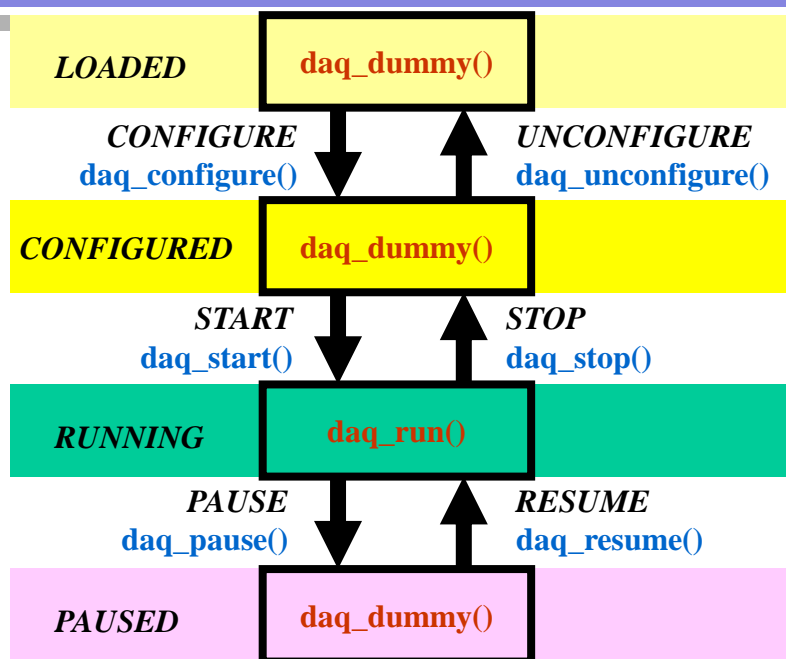 LOADED daq_dummy()
CONFIGURE UNCONFIGURE
daq_configure() daq_unconfigure()
CONFIGURED daq_dummy()
START STOP
daq_start() daq_stop()
RUNNING daq_run()
PAUSE RESUME
daq_pause() daq_resume()
PAUSED daq_dummy()